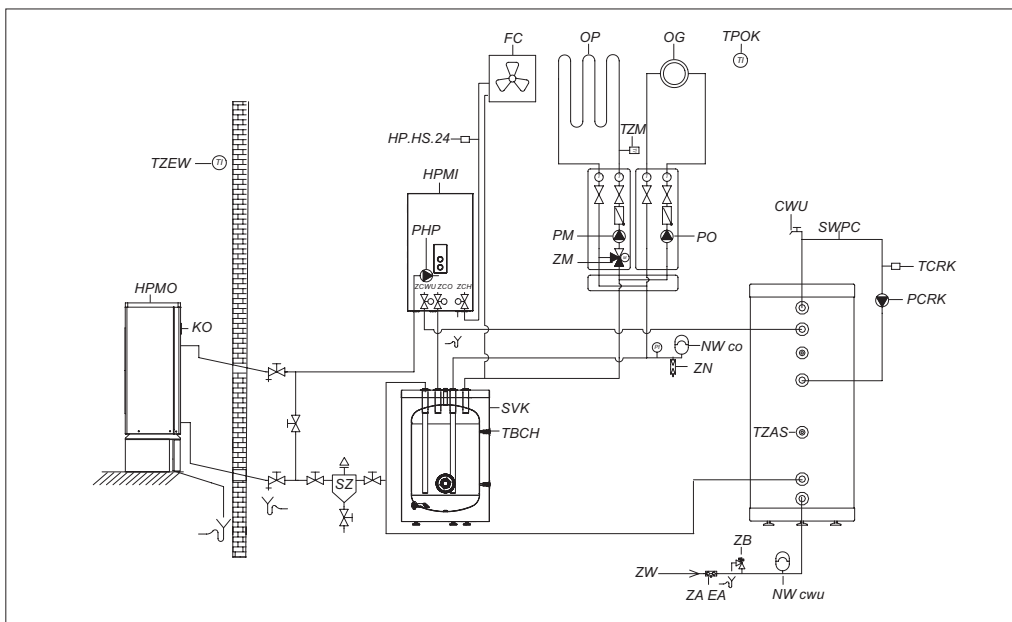 FC
OP
OG
TPOK
TI
TZM
HP.HS.24
TZEW
TI
HPMI
CWU
SWPC
PHP
PM
PO
ZM
TCRK
HPMO
ZCWU
ZCO
ZCH
PCRK
KO
NW co
PI
ZN
SVK
TBCH
TZAS
SZ
ZB
ZW
ZA EA
NW cwu